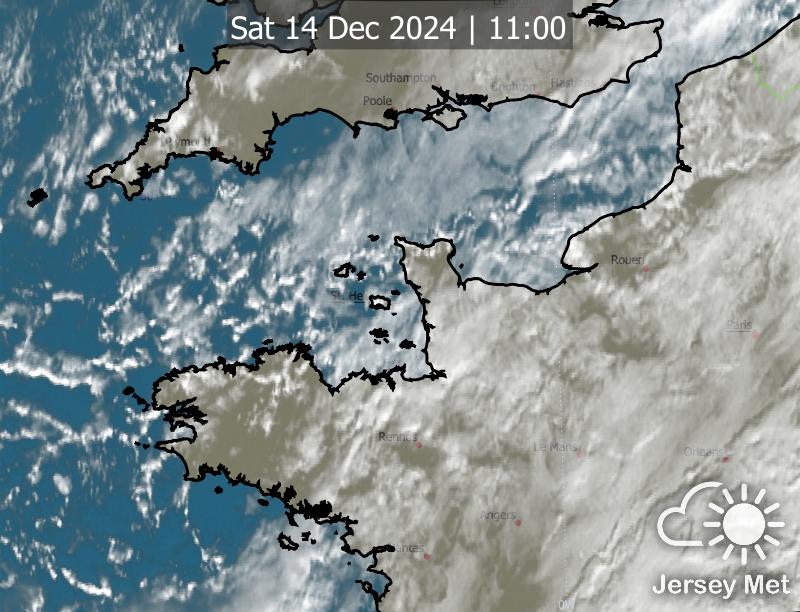 Sat 14 Dec 2024 | 11:00
Southampton
Brighton
Hastings
Poole
Plymouth
St. He
Rouen
Paris
Rennes
Le Mans
Orleans
Angers
Nantes
0W
Jersey Met